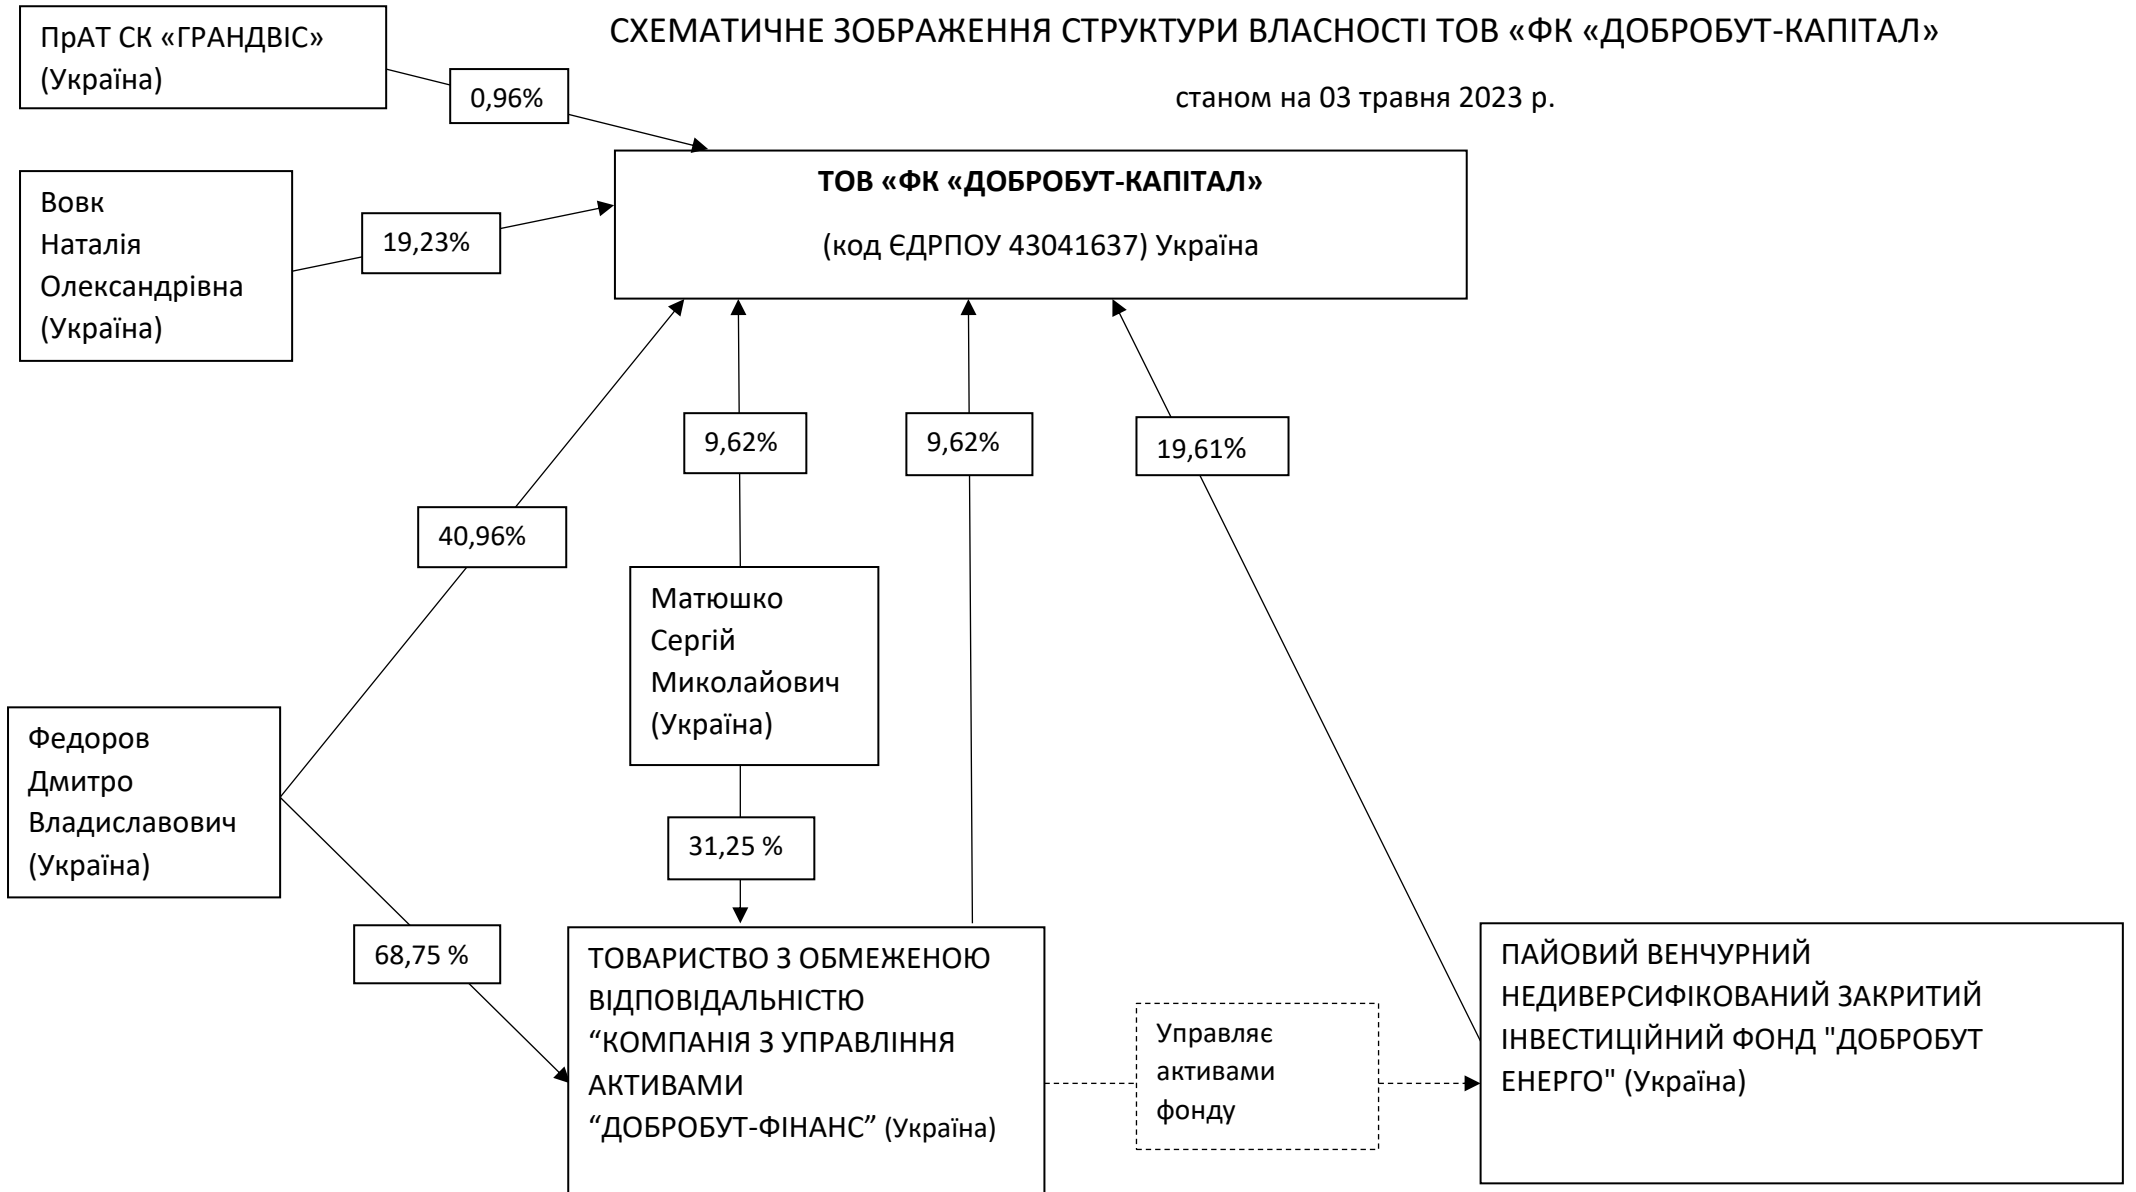 СХЕМАТИЧНЕ ЗОБРАЖЕННЯ СТРУКТУРИ ВЛАСНОСТІ ТОВ «ФК «ДОБРОБУТ-КАПІТАЛ»
станом на 03 травня 2023 р.
ПрАТ СК «ГРАНДВІС»
(Україна)
0,96%
ТОВ «ФК «ДОБРОБУТ-КАПІТАЛ»
(код ЄДРПОУ 43041637) Україна
Вовк
Наталія
Олександрівна
(Україна)
19,23%
9,62%
9,62%
19,61%
40,96%
Матюшко
Сергій
Миколайович
(Україна)
Федоров
Дмитро
Владиславович
(Україна)
31,25 %
68,75 %
ТОВАРИСТВО З ОБМЕЖЕНОЮ
ВІДПОВІДАЛЬНІСТЮ
“КОМПАНІЯ З УПРАВЛІННЯ
АКТИВАМИ
“ДОБРОБУТ-ФІНАНС” (Україна)
Управляє
активами
фонду
ПАЙОВИЙ ВЕНЧУРНИЙ
НЕДИВЕРСИФІКОВАНИЙ ЗАКРИТИЙ
ІНВЕСТИЦІЙНИЙ ФОНД "ДОБРОБУТ
ЕНЕРГО" (Україна)